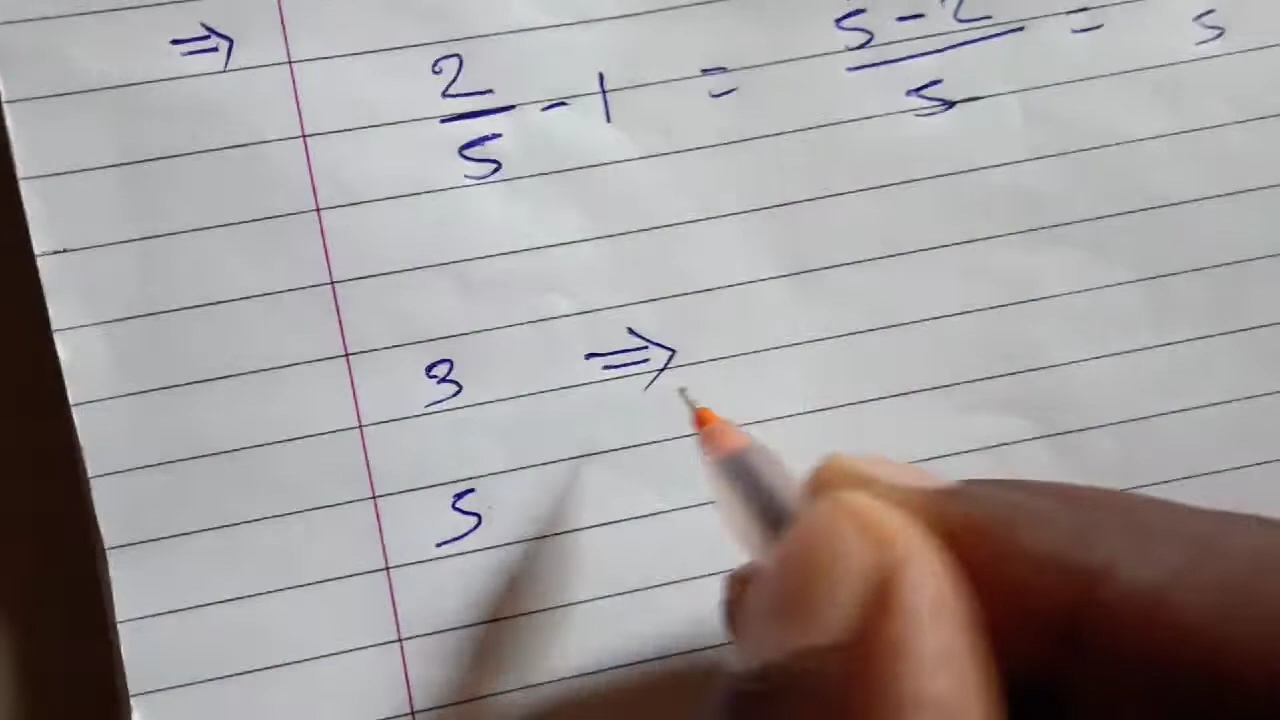 ⇒ 2/5 - 1 = 5-2/5 = 5
3 ⇒
5